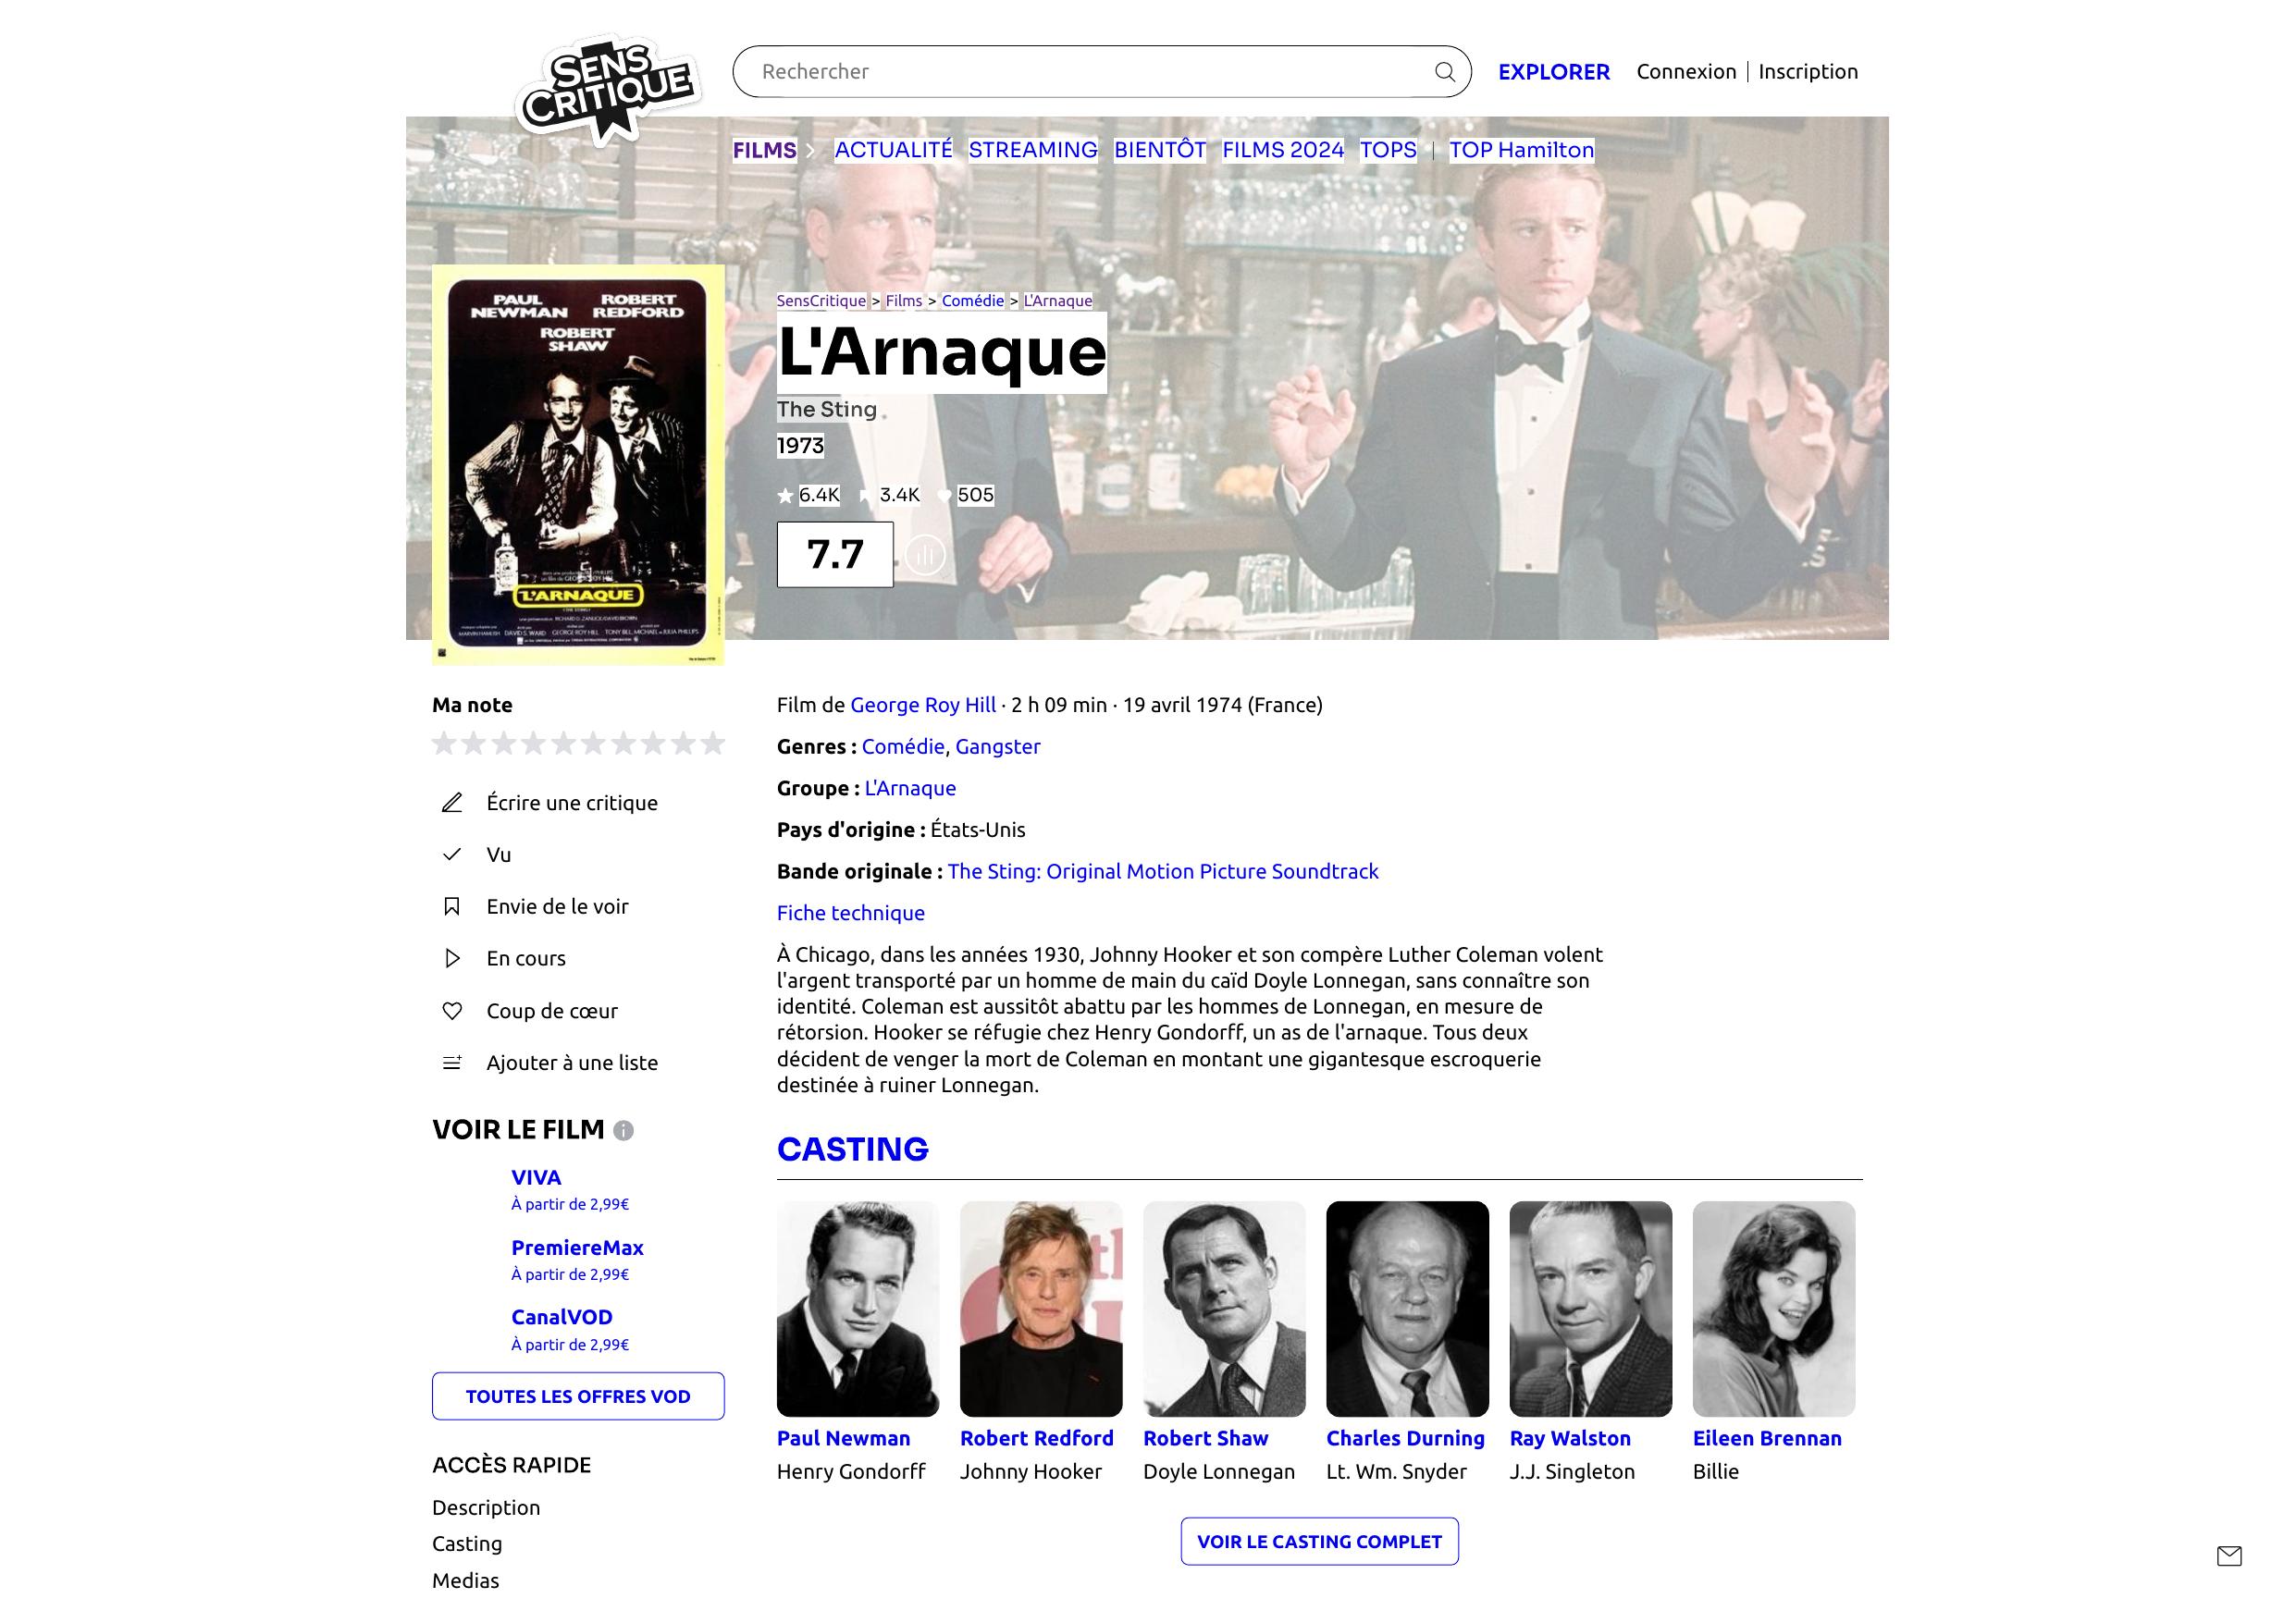 SENS
CRITIQUE
Rechercher
EXPLORER
Connexion | Inscription
FILMS
ACTUALITÉ STREAMING BIENTÔT FILMS 2024 TOPS | TOP Hamilton
SensCritique > Films > Comédie > L'Arnaque
L'Arnaque
The Sting
1973
6.4K 3.4K 505
7.7
PAUL NEWMAN
ROBERT REDFORD
ROBERT SHAW
L'ARNAQUE
Ma note
Écrire une critique
Vu
Envie de le voir
En cours
Coup de cœur
Ajouter à une liste
VOIR LE FILM
VIVA
À partir de 2,99€
PremiereMax
À partir de 2,99€
CanalVOD
À partir de 2,99€
TOUTES LES OFFRES VOD
ACCÈS RAPIDE
Description
Casting
Medias
Film de George Roy Hill · 2 h 09 min · 19 avril 1974 (France)
Genres : Comédie, Gangster
Groupe : L'Arnaque
Pays d'origine : États-Unis
Bande originale : The Sting: Original Motion Picture Soundtrack
Fiche technique
À Chicago, dans les années 1930, Johnny Hooker et son compère Luther Coleman volent
l'argent transporté par un homme de main du caïd Doyle Lonnegan, sans connaître son
identité. Coleman est aussitôt abattu par les hommes de Lonnegan, en mesure de
rétorsion. Hooker se réfugie chez Henry Gondorff, un as de l'arnaque. Tous deux
décident de venger la mort de Coleman en montant une gigantesque escroquerie
destinée à ruiner Lonnegan.
CASTING
Paul Newman
Henry Gondorff
Robert Redford
Johnny Hooker
Robert Shaw
Doyle Lonnegan
Charles Durning
Lt. Wm. Snyder
Ray Walston
J.J. Singleton
Eileen Brennan
Billie
VOIR LE CASTING COMPLET